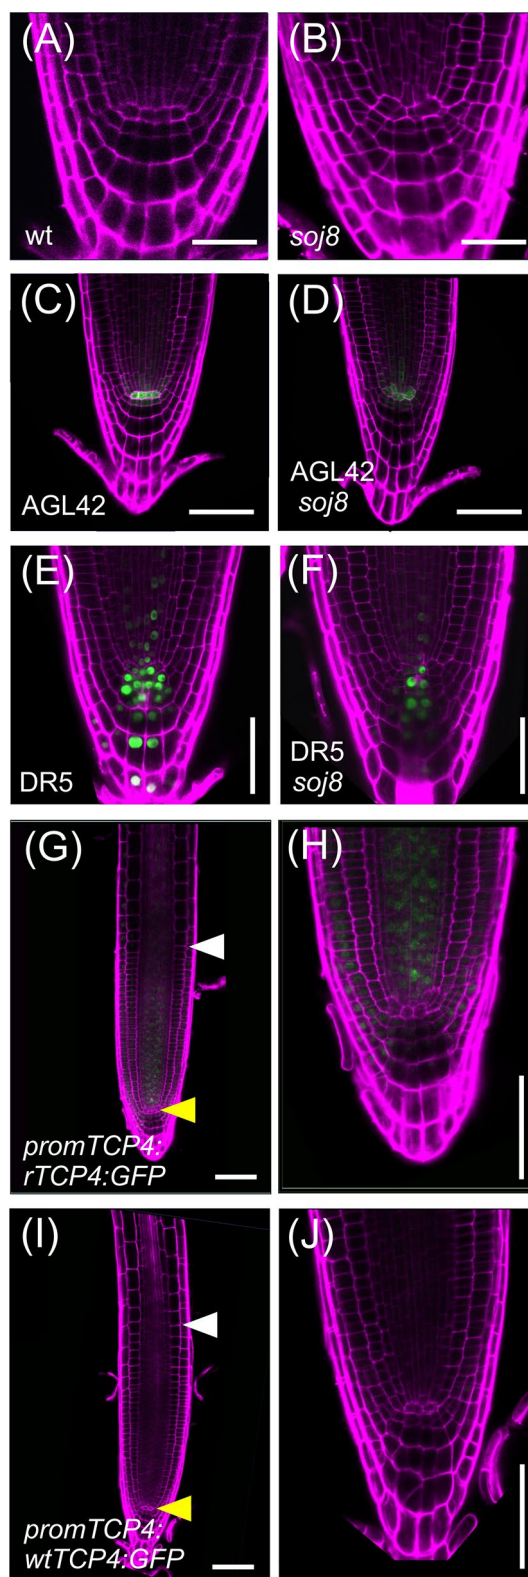 (A)
wt
(B)
soj8
(C)
AGL42
(D)
AGL42
soj8
(E)
DR5
(F)
DR5
soj8
(G)
promTCP4:
rTCP4:GFP
(H)
(I)
promTCP4:
wtTCP4:GFP
(J)